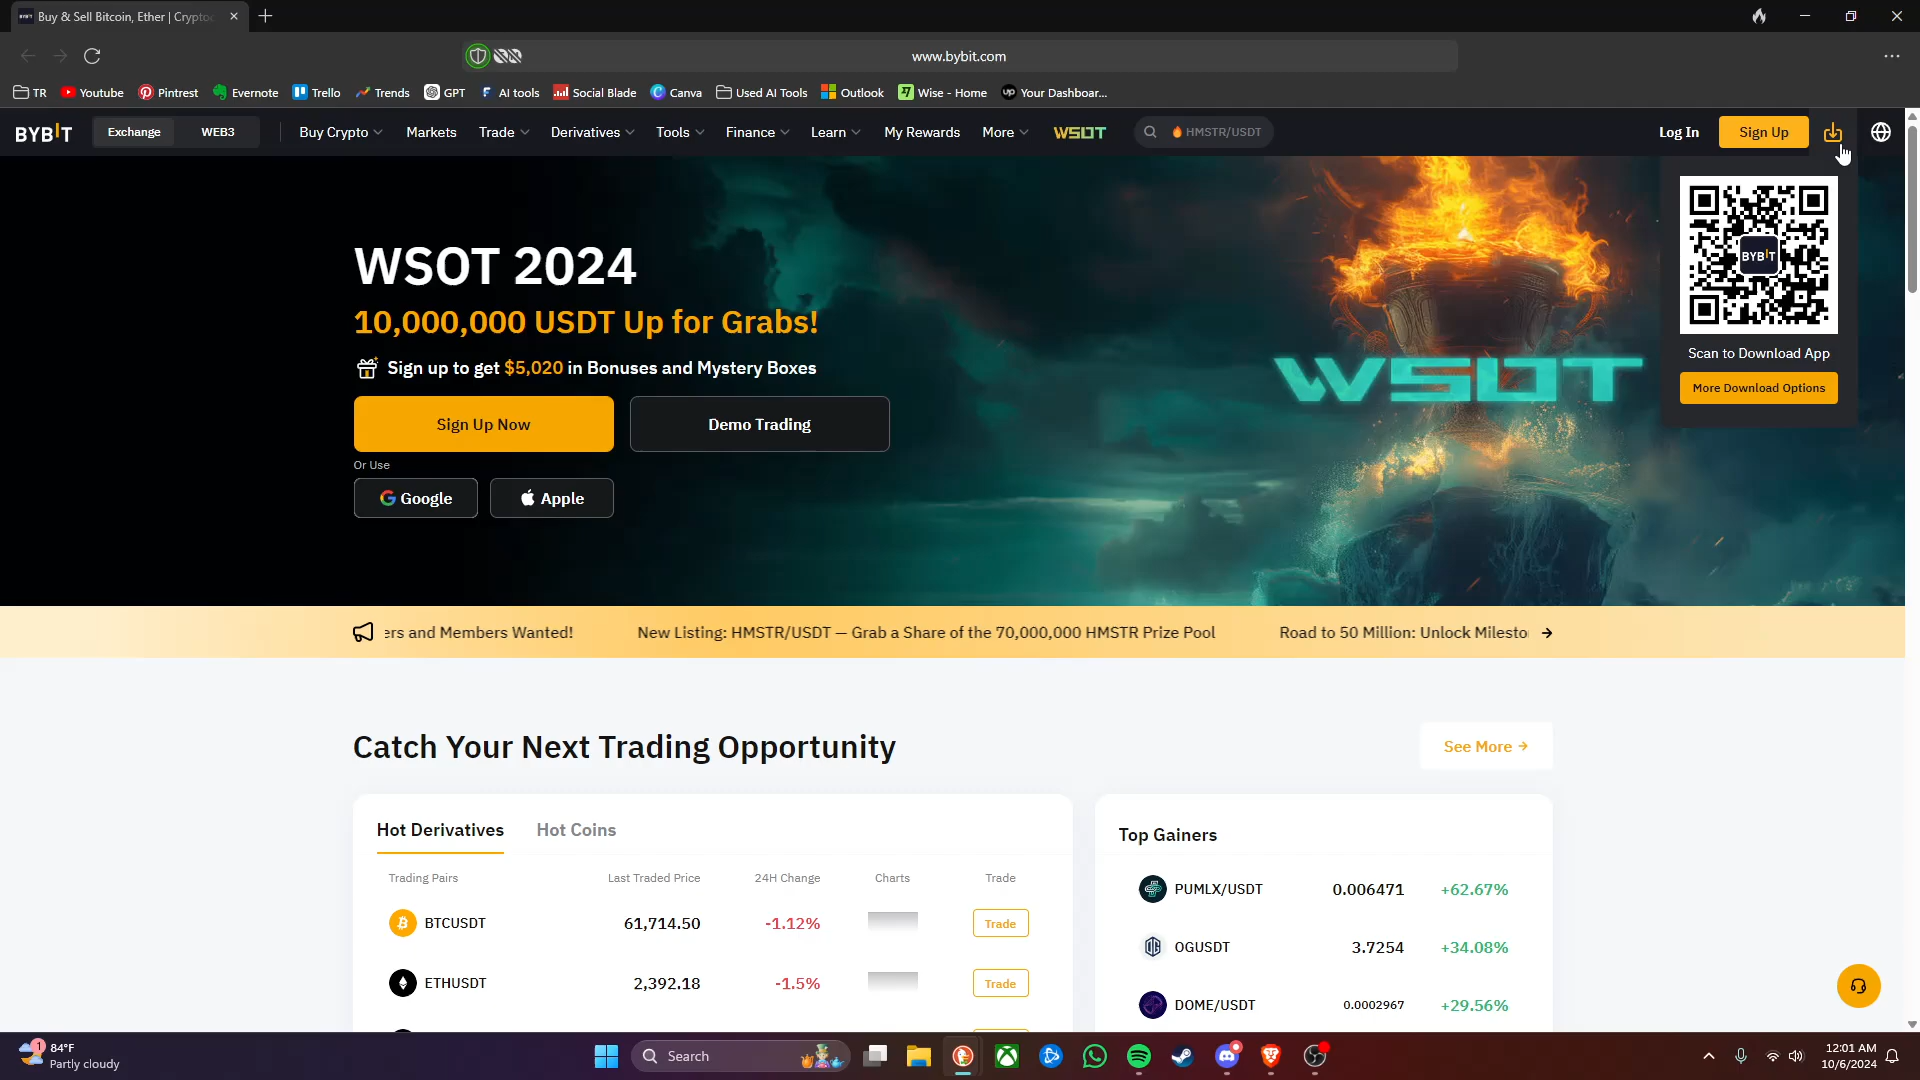 Buy & Sell Bitcoin, Ether | Crypto
www.bybit.com
TR
Youtube
Pintrest
Evernote
Trello
Trends
GPT
AI tools
Social Blade
Canva
Used AI Tools
Outlook
Wise - Home
Your Dashboar...
BYBIT
Exchange
WEB3
Buy Crypto
Markets
Trade
Derivatives
Tools
Finance
Learn
My Rewards
More
WSOT
HMSTR/USDT
Log In
Sign Up
WSOT 2024
10,000,000 USDT Up for Grabs!
Sign up to get $5,020 in Bonuses and Mystery Boxes
Sign Up Now
Demo Trading
Or Use
Google
Apple
WSOT
BYBIT
Scan to Download App
More Download Options
ers and Members Wanted!
New Listing: HMSTR/USDT — Grab a Share of the 70,000,000 HMSTR Prize Pool
Road to 50 Million: Unlock Milesto
Catch Your Next Trading Opportunity
See More
Hot Derivatives
Hot Coins
Trading Pairs
Last Traded Price
24H Change
Charts
Trade
BTCUSDT
61,714.50
-1.12%
Trade
ETHUSDT
2,392.18
-1.5%
Trade
Top Gainers
PUMLX/USDT
0.006471
+62.67%
OGUSDT
3.7254
+34.08%
DOME/USDT
0.0002967
+29.56%
1
84°F
Partly cloudy
Search
12:01 AM
10/6/2024